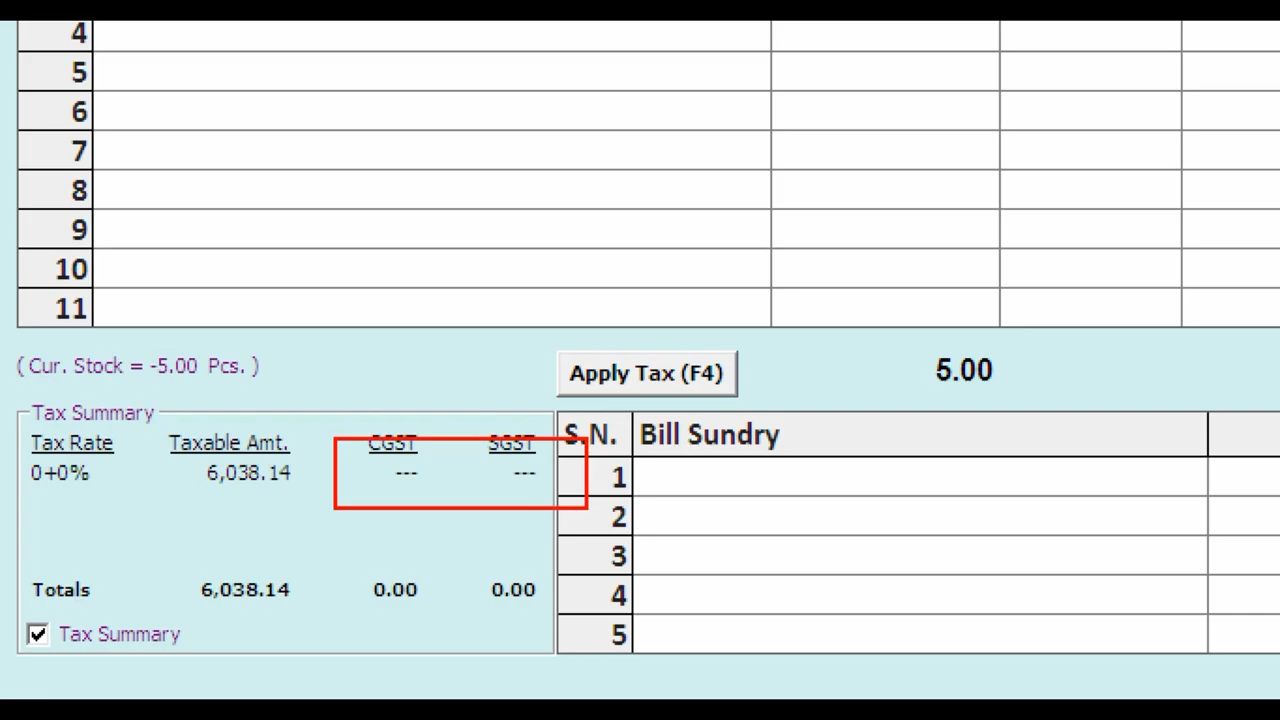 4
5
6
7
8
9
10
11
( Cur. Stock = -5.00 Pcs. )
Apply Tax (F4)
5.00
Tax Summary
Tax Rate Taxable Amt. CGST SGST
0+0% 6,038.14 --- ---
Totals 6,038.14 0.00 0.00
Tax Summary
S.N. Bill Sundry
1
2
3
4
5